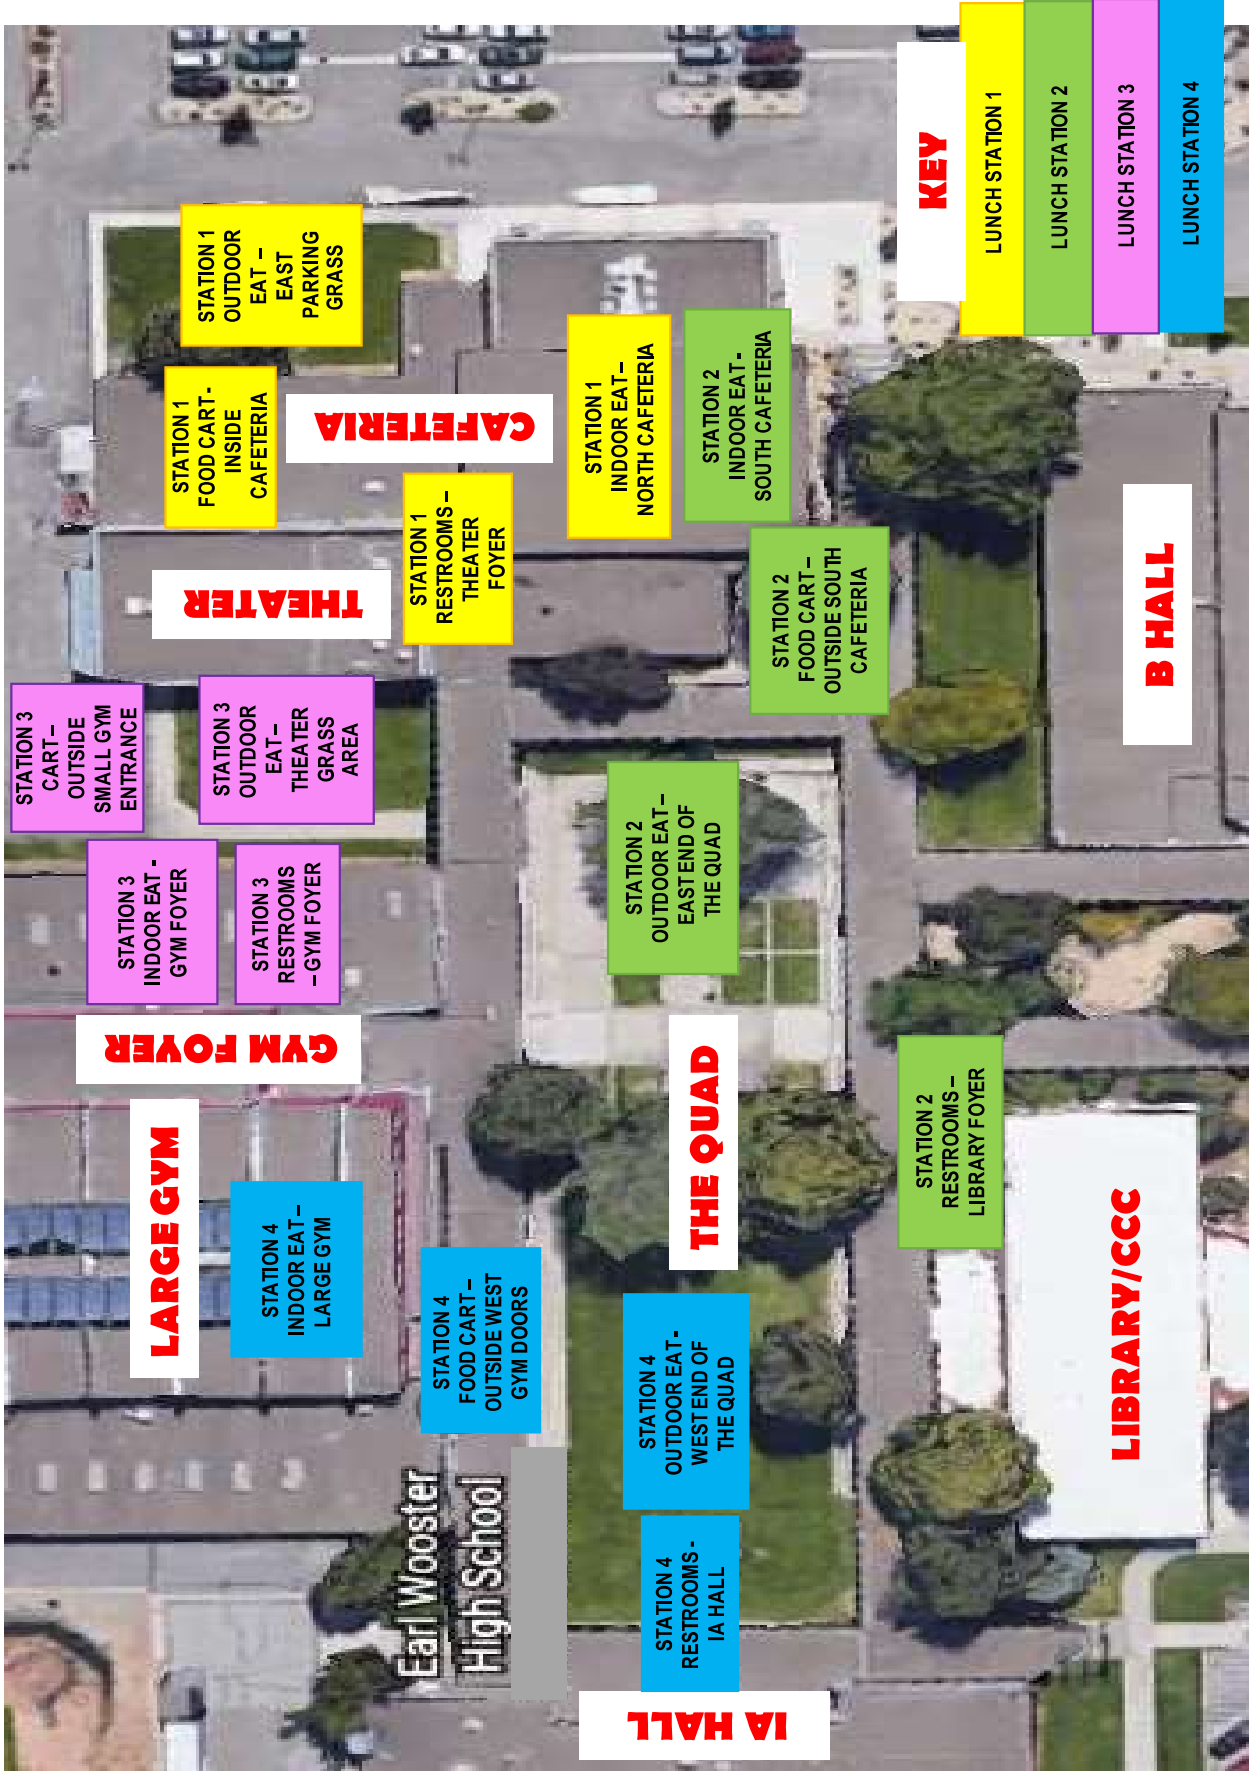 STATION 3
CART–
OUTSIDE
SMALL GYM
ENTRANCE
STATION 3
OUTDOOR
EAT–
THEATER
GRASS
AREA
STATION 3
INDOOR EAT -
GYM FOYER
STATION 3
RESTROOMS
–GYM FOYER
GYM FOYER
LARGE GYM
STATION 4
INDOOR EAT–
LARGE GYM
STATION 4
FOOD CART–
OUTSIDE WEST
GYM DOORS
Earl Wooster
High School
THEATER
STATION 1
FOOD CART-
INSIDE
CAFETERIA
STATION 1
OUTDOOR
EAT –
EAST
PARKING
GRASS
CAFETERIA
STATION 1
RESTROOMS–
THEATER
FOYER
STATION 1
INDOOR EAT–
NORTH CAFETERIA
STATION 2
INDOOR EAT-
SOUTH CAFETERIA
STATION 2
FOOD CART–
OUTSIDE SOUTH
CAFETERIA
STATION 2
OUTDOOR EAT–
EAST END OF
THE QUAD
THE QUAD
STATION 4
OUTDOOR EAT-
WEST END OF
THE QUAD
STATION 4
RESTROOMS-
IA HALL
IA HALL
STATION 2
RESTROOMS–
LIBRARY FOYER
LIBRARY/CCC
B HALL
KEY
LUNCH STATION 1
LUNCH STATION 2
LUNCH STATION 3
LUNCH STATION 4